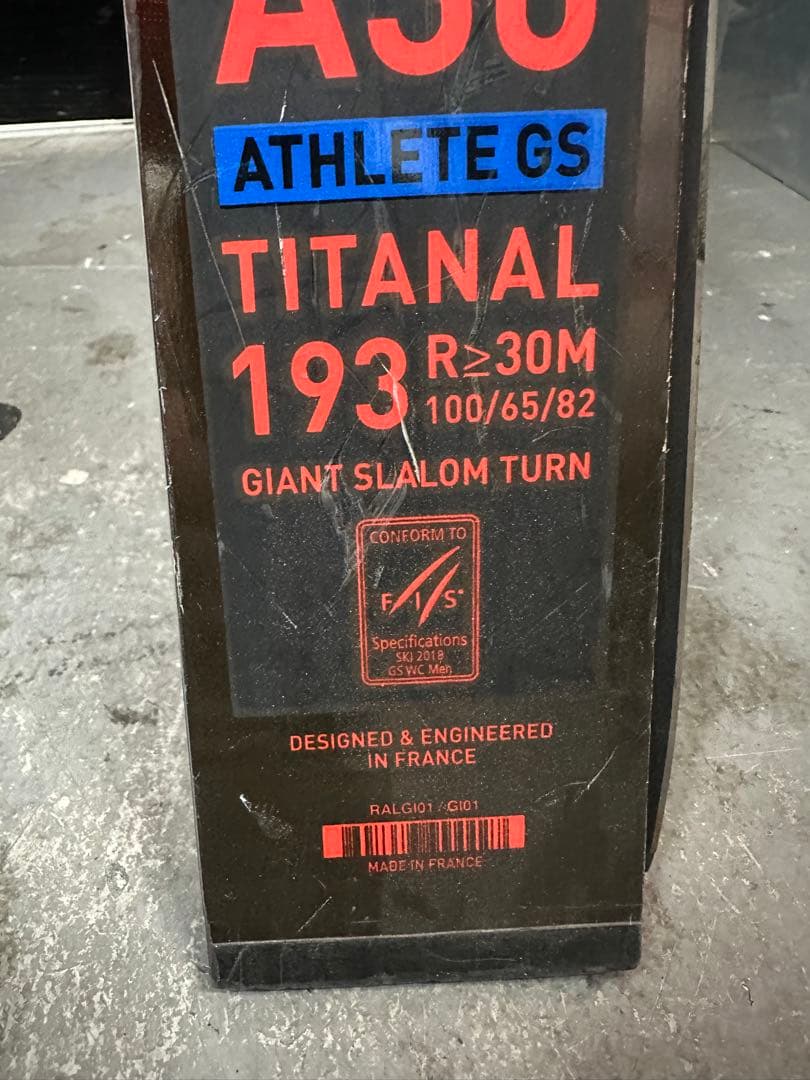 ATHLETE GS
TITANAL
193
R≥30M
100/65/82
GIANT SLALOM TURN
CONFORM TO
F I S
Specifications
SKI 2018
GS WC Men
DESIGNED & ENGINEERED
IN FRANCE
RALGI01 / GI01
MADE IN FRANCE